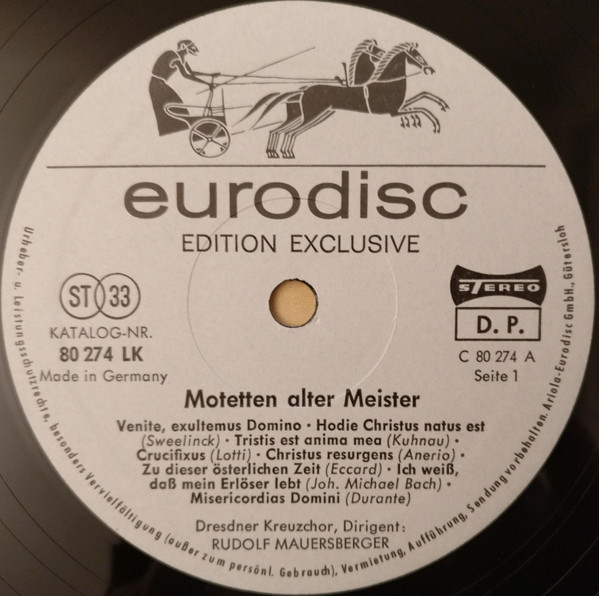 eurodisc
EDITION EXCLUSIVE
ST 33
KATALOG-NR.
80 274 LK
Made in Germany
STEREO
D. P.
C 80 274 A
Seite 1
Motetten alter Meister
Venite, exultemus Domino · Hodie Christus natus est
(Sweelinck) · Tristis est anima mea (Kuhnau) ·
Crucifixus (Lotti) · Christus resurgens (Anerio) ·
Zu dieser österlichen Zeit (Eccard) · Ich weiß,
daß mein Erlöser lebt (Joh. Michael Bach) ·
Misericordias Domini (Durante)
Dresdner Kreuzchor, Dirigent:
RUDOLF MAUERSBERGER
Urheber- u. Leistungsschutzrechte, besonders Vervielfältigung (außer zum persönl. Gebrauch), Vermietung, Aufführung, Sendung vorbehalten. Ariola-Eurodisc GmbH., Gütersloh